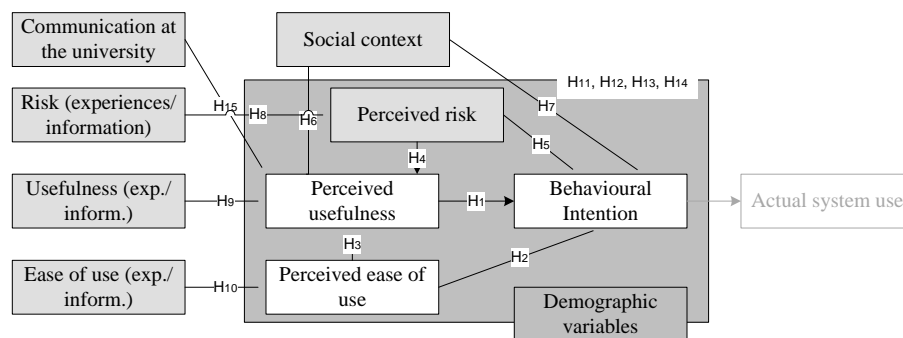 Communication at
the university
Social context
H11, H12, H13, H14
Risk (experiences/
information)
H15
H8
H6
H7
Perceived risk
H5
H4
Usefulness (exp./
inform.)
H9
Perceived
usefulness
H1
Behavioural
Intention
Actual system use
H3
H2
Ease of use (exp./
inform.)
H10
Perceived ease of
use
Demographic
variables